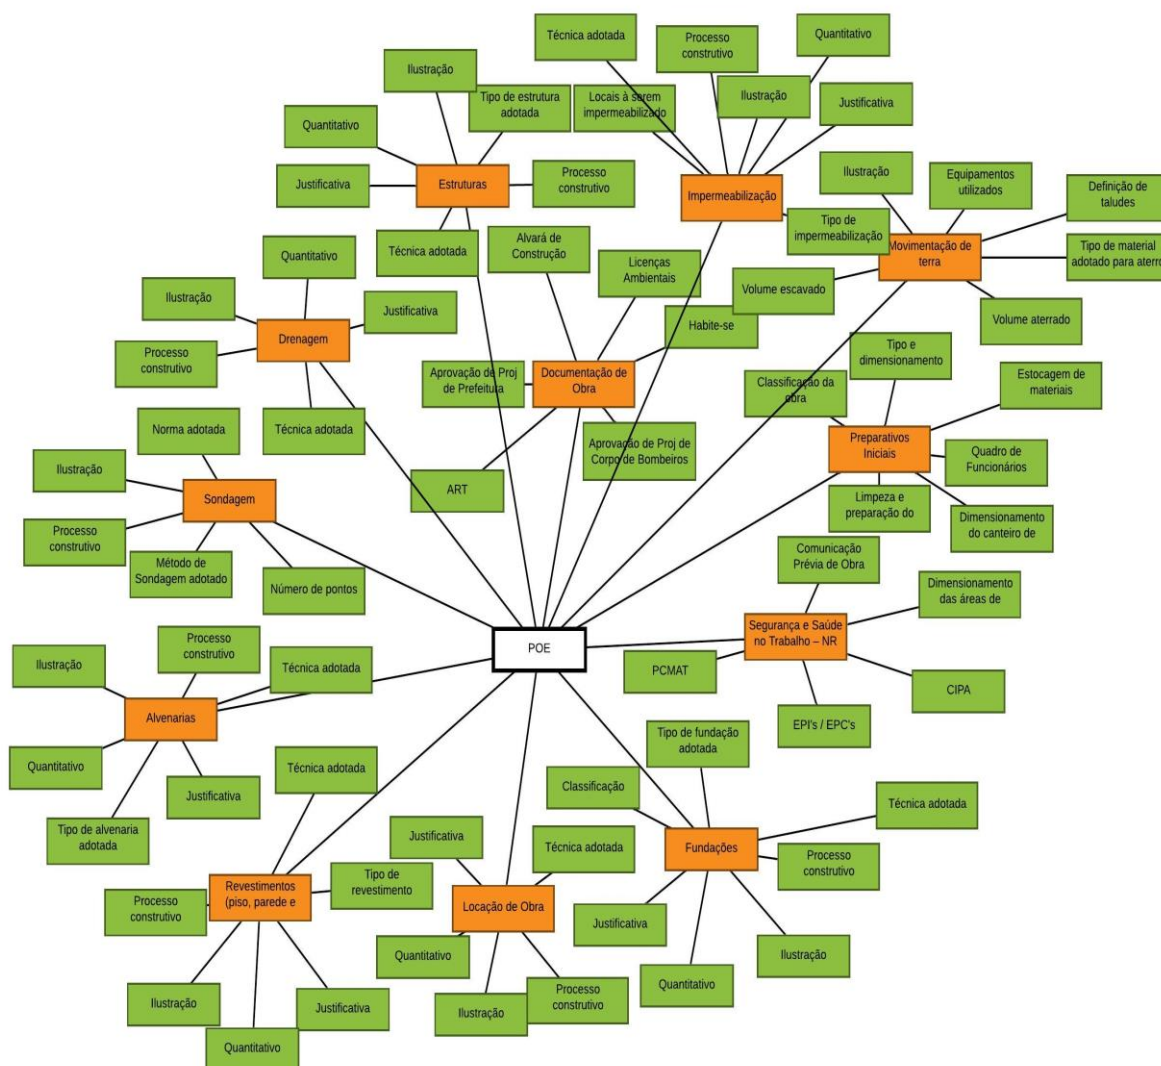 Técnica adotada
Processo
construtivo
Quantitativo
Ilustração
Tipo de estrutura
adotada
Locais à serem
impermeabilizado
Ilustração
Justificativa
Quantitativo
Justificativa
Estruturas
Processo
construtivo
Técnica adotada
Impermeabilização
Tipo de
impermeabilização
Ilustração
Equipamentos
utilizados
Definição de
taludes
Movimentação de
terra
Tipo de material
adotado para aterro
Volume escavado
Volume aterrado
Alvará de
Construção
Licenças
Ambientais
Habite-se
Aprovação de Proj
de Prefeitura
Documentação de
Obra
Aprovação de Proj de
Corpo de Bombeiros
ART
Quantitativo
Ilustração
Justificativa
Drenagem
Processo
construtivo
Técnica adotada
Tipo e
dimensionamento
Classificação da
obra
Estocagem de
materiais
Preparativos
Iniciais
Quadro de
Funcionários
Limpeza e
preparação do
Dimensionamento
do canteiro de
Norma adotada
Ilustração
Sondagem
Processo
construtivo
Método de
Sondagem adotado
Número de pontos
Comunicação
Prévia de Obra
Dimensionamento
das áreas de
Segurança e Saúde
no Trabalho – NR
PCMAT
CIPA
EPI's / EPC's
POE
Processo
construtivo
Ilustração
Técnica adotada
Alvenarias
Quantitativo
Justificativa
Tipo de alvenaria
adotada
Tipo de fundação
adotada
Classificação
Técnica adotada
Fundações
Processo
construtivo
Justificativa
Quantitativo
Ilustração
Técnica adotada
Tipo de
revestimento
Revestimentos
(piso, parede e
Processo
construtivo
Ilustração
Quantitativo
Justificativa
Justificativa
Técnica adotada
Locação de Obra
Quantitativo
Ilustração
Processo
construtivo